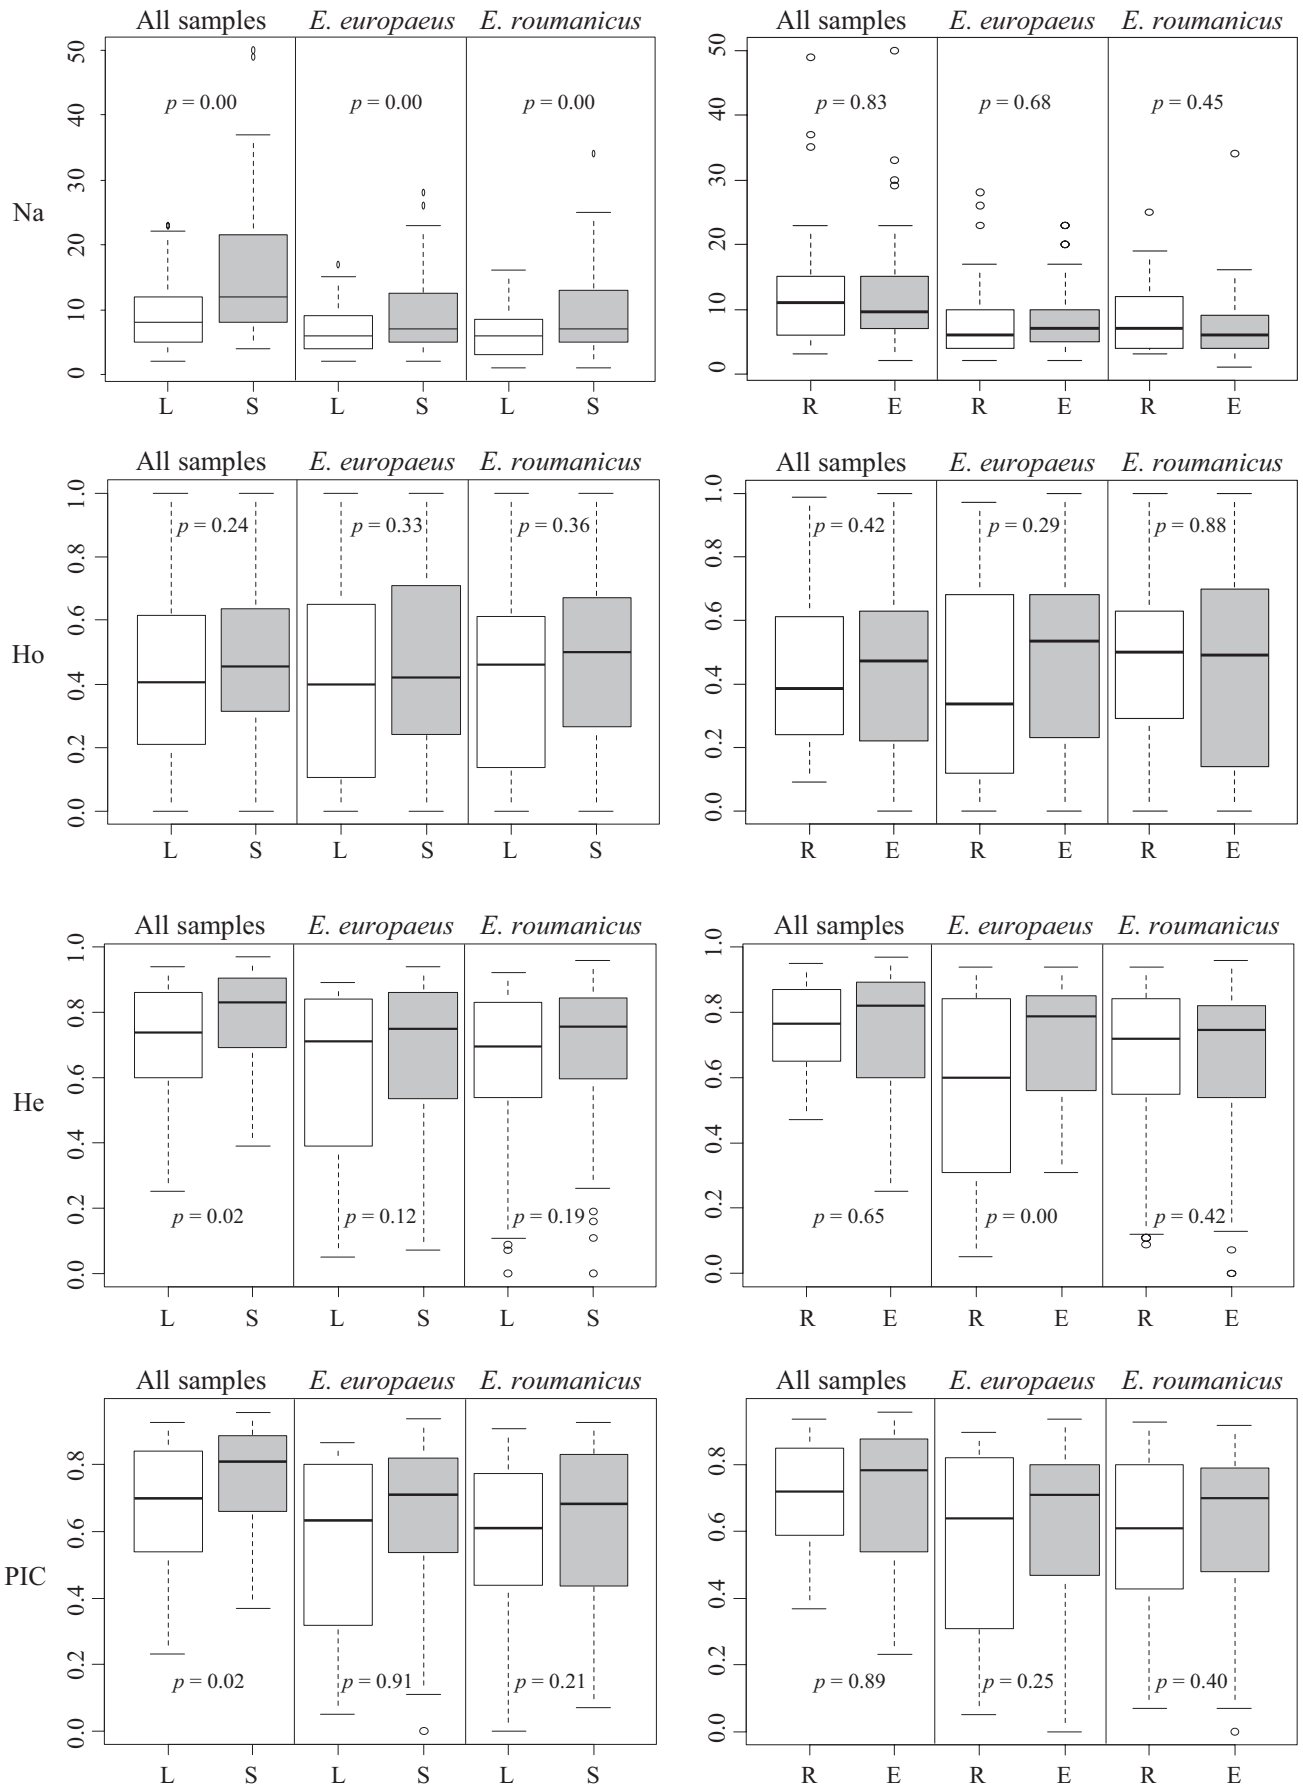 All samples E. europaeus E. roumanicus All samples E. europaeus E. roumanicus
Na
50
40
30
20
10
0
p = 0.00 p = 0.00 p = 0.00
L S L S L S
50
40
30
20
10
0
p = 0.83 p = 0.68 p = 0.45
R E R E R E
All samples E. europaeus E. roumanicus All samples E. europaeus E. roumanicus
Ho
1.0
0.8
0.6
0.4
0.2
0.0
p = 0.24 p = 0.33 p = 0.36
L S L S L S
1.0
0.8
0.6
0.4
0.2
0.0
p = 0.42 p = 0.29 p = 0.88
R E R E R E
All samples E. europaeus E. roumanicus All samples E. europaeus E. roumanicus
He
1.0
0.8
0.6
0.4
0.2
0.0
p = 0.02 p = 0.12 p = 0.19
L S L S L S
1.0
0.8
0.6
0.4
0.2
0.0
p = 0.65 p = 0.00 p = 0.42
R E R E R E
All samples E. europaeus E. roumanicus All samples E. europaeus E. roumanicus
PIC
0.8
0.6
0.4
0.2
0.0
p = 0.02 p = 0.91 p = 0.21
L S L S L S
0.8
0.6
0.4
0.2
0.0
p = 0.89 p = 0.25 p = 0.40
R E R E R E